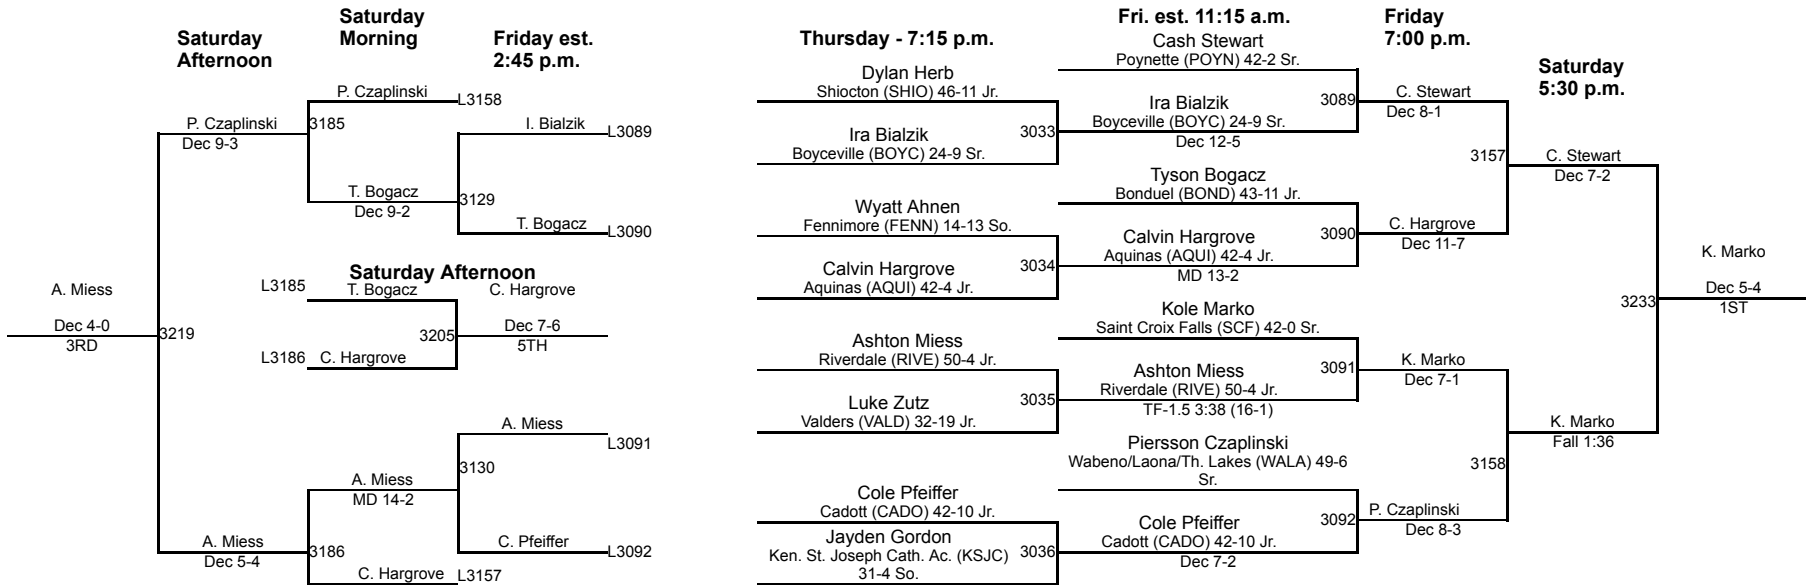 Saturday
Afternoon
Saturday
Morning
Friday est.
2:45 p.m.
P. Czaplinski
L3158
P. Czaplinski
3185
Dec 9-3
I. Bialzik
L3089
T. Bogacz
3129
Dec 9-2
T. Bogacz
L3090
Saturday Afternoon
A. Miess
L3185
T. Bogacz
C. Hargrove
Dec 4-0
3RD
3219
3205
Dec 7-6
5TH
L3186
C. Hargrove
A. Miess
L3091
3130
A. Miess
MD 14-2
A. Miess
3186
Dec 5-4
C. Pfeiffer
L3092
C. Hargrove
L3157
Thursday - 7:15 p.m.
Fri. est. 11:15 a.m.
Friday
7:00 p.m.
Saturday
5:30 p.m.
Dylan Herb
Shiocton (SHIO) 46-11 Jr.
3033
Ira Bialzik
Boyceville (BOYC) 24-9 Sr.
Wyatt Ahnen
Fennimore (FENN) 14-13 So.
3034
Calvin Hargrove
Aquinas (AQUI) 42-4 Jr.
Ashton Miess
Riverdale (RIVE) 50-4 Jr.
3035
Luke Zutz
Valders (VALD) 32-19 Jr.
Cole Pfeiffer
Cadott (CADO) 42-10 Jr.
3036
Jayden Gordon
Ken. St. Joseph Cath. Ac. (KSJC)
31-4 So.
Cash Stewart
Poynette (POYN) 42-2 Sr.
3089
Ira Bialzik
Boyceville (BOYC) 24-9 Sr.
Dec 12-5
Tyson Bogacz
Bonduel (BOND) 43-11 Jr.
3090
Calvin Hargrove
Aquinas (AQUI) 42-4 Jr.
MD 13-2
Kole Marko
Saint Croix Falls (SCF) 42-0 Sr.
3091
Ashton Miess
Riverdale (RIVE) 50-4 Jr.
TF-1.5 3:38 (16-1)
Piersson Czaplinski
Wabeno/Laona/Th. Lakes (WALA) 49-6
Sr.
3092
Cole Pfeiffer
Cadott (CADO) 42-10 Jr.
Dec 7-2
C. Stewart
Dec 8-1
3157
C. Hargrove
Dec 11-7
K. Marko
Dec 7-1
3158
P. Czaplinski
Dec 8-3
C. Stewart
Dec 7-2
3233
K. Marko
Fall 1:36
K. Marko
Dec 5-4
1ST